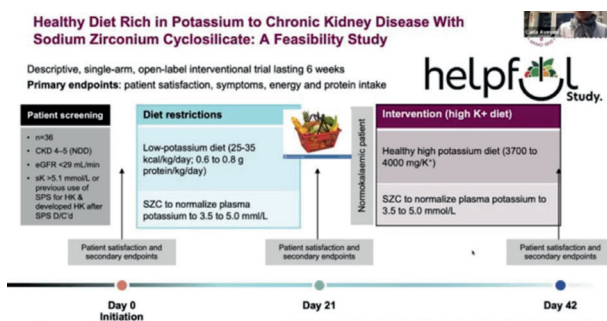 Healthy Diet Rich in Potassium to Chronic Kidney Disease With
Sodium Zirconium Cyclosilicate: A Feasibility Study
Descriptive, single-arm, open-label interventional trial lasting 6 weeks
Primary endpoints: patient satisfaction, symptoms, energy and protein intake
helpful
Study.
Patient screening
• n=36
• CKD 4–5 (NDD)
• eGFR <29 mL/min
• sK >5.1 mmol/L or
previous use of
SPS for HK &
developed HK after
SPS D/C'd
Diet restrictions
Low-potassium diet (25-35
kcal/kg/day; 0.6 to 0.8 g
protein/kg/day)
SZC to normalize plasma
potassium to 3.5 to 5.0 mml/L
Normokalaemic patient
Intervention (high K+ diet)
Healthy high potassium diet (3700 to
4000 mg/K⁺)
SZC to normalize plasma potassium to
3.5 to 5.0 mmol/L
Patient satisfaction and
secondary endpoints
Patient satisfaction and
secondary endpoints
Patient satisfaction and
secondary endpoints
Day 0
Initiation
Day 21
Day 42